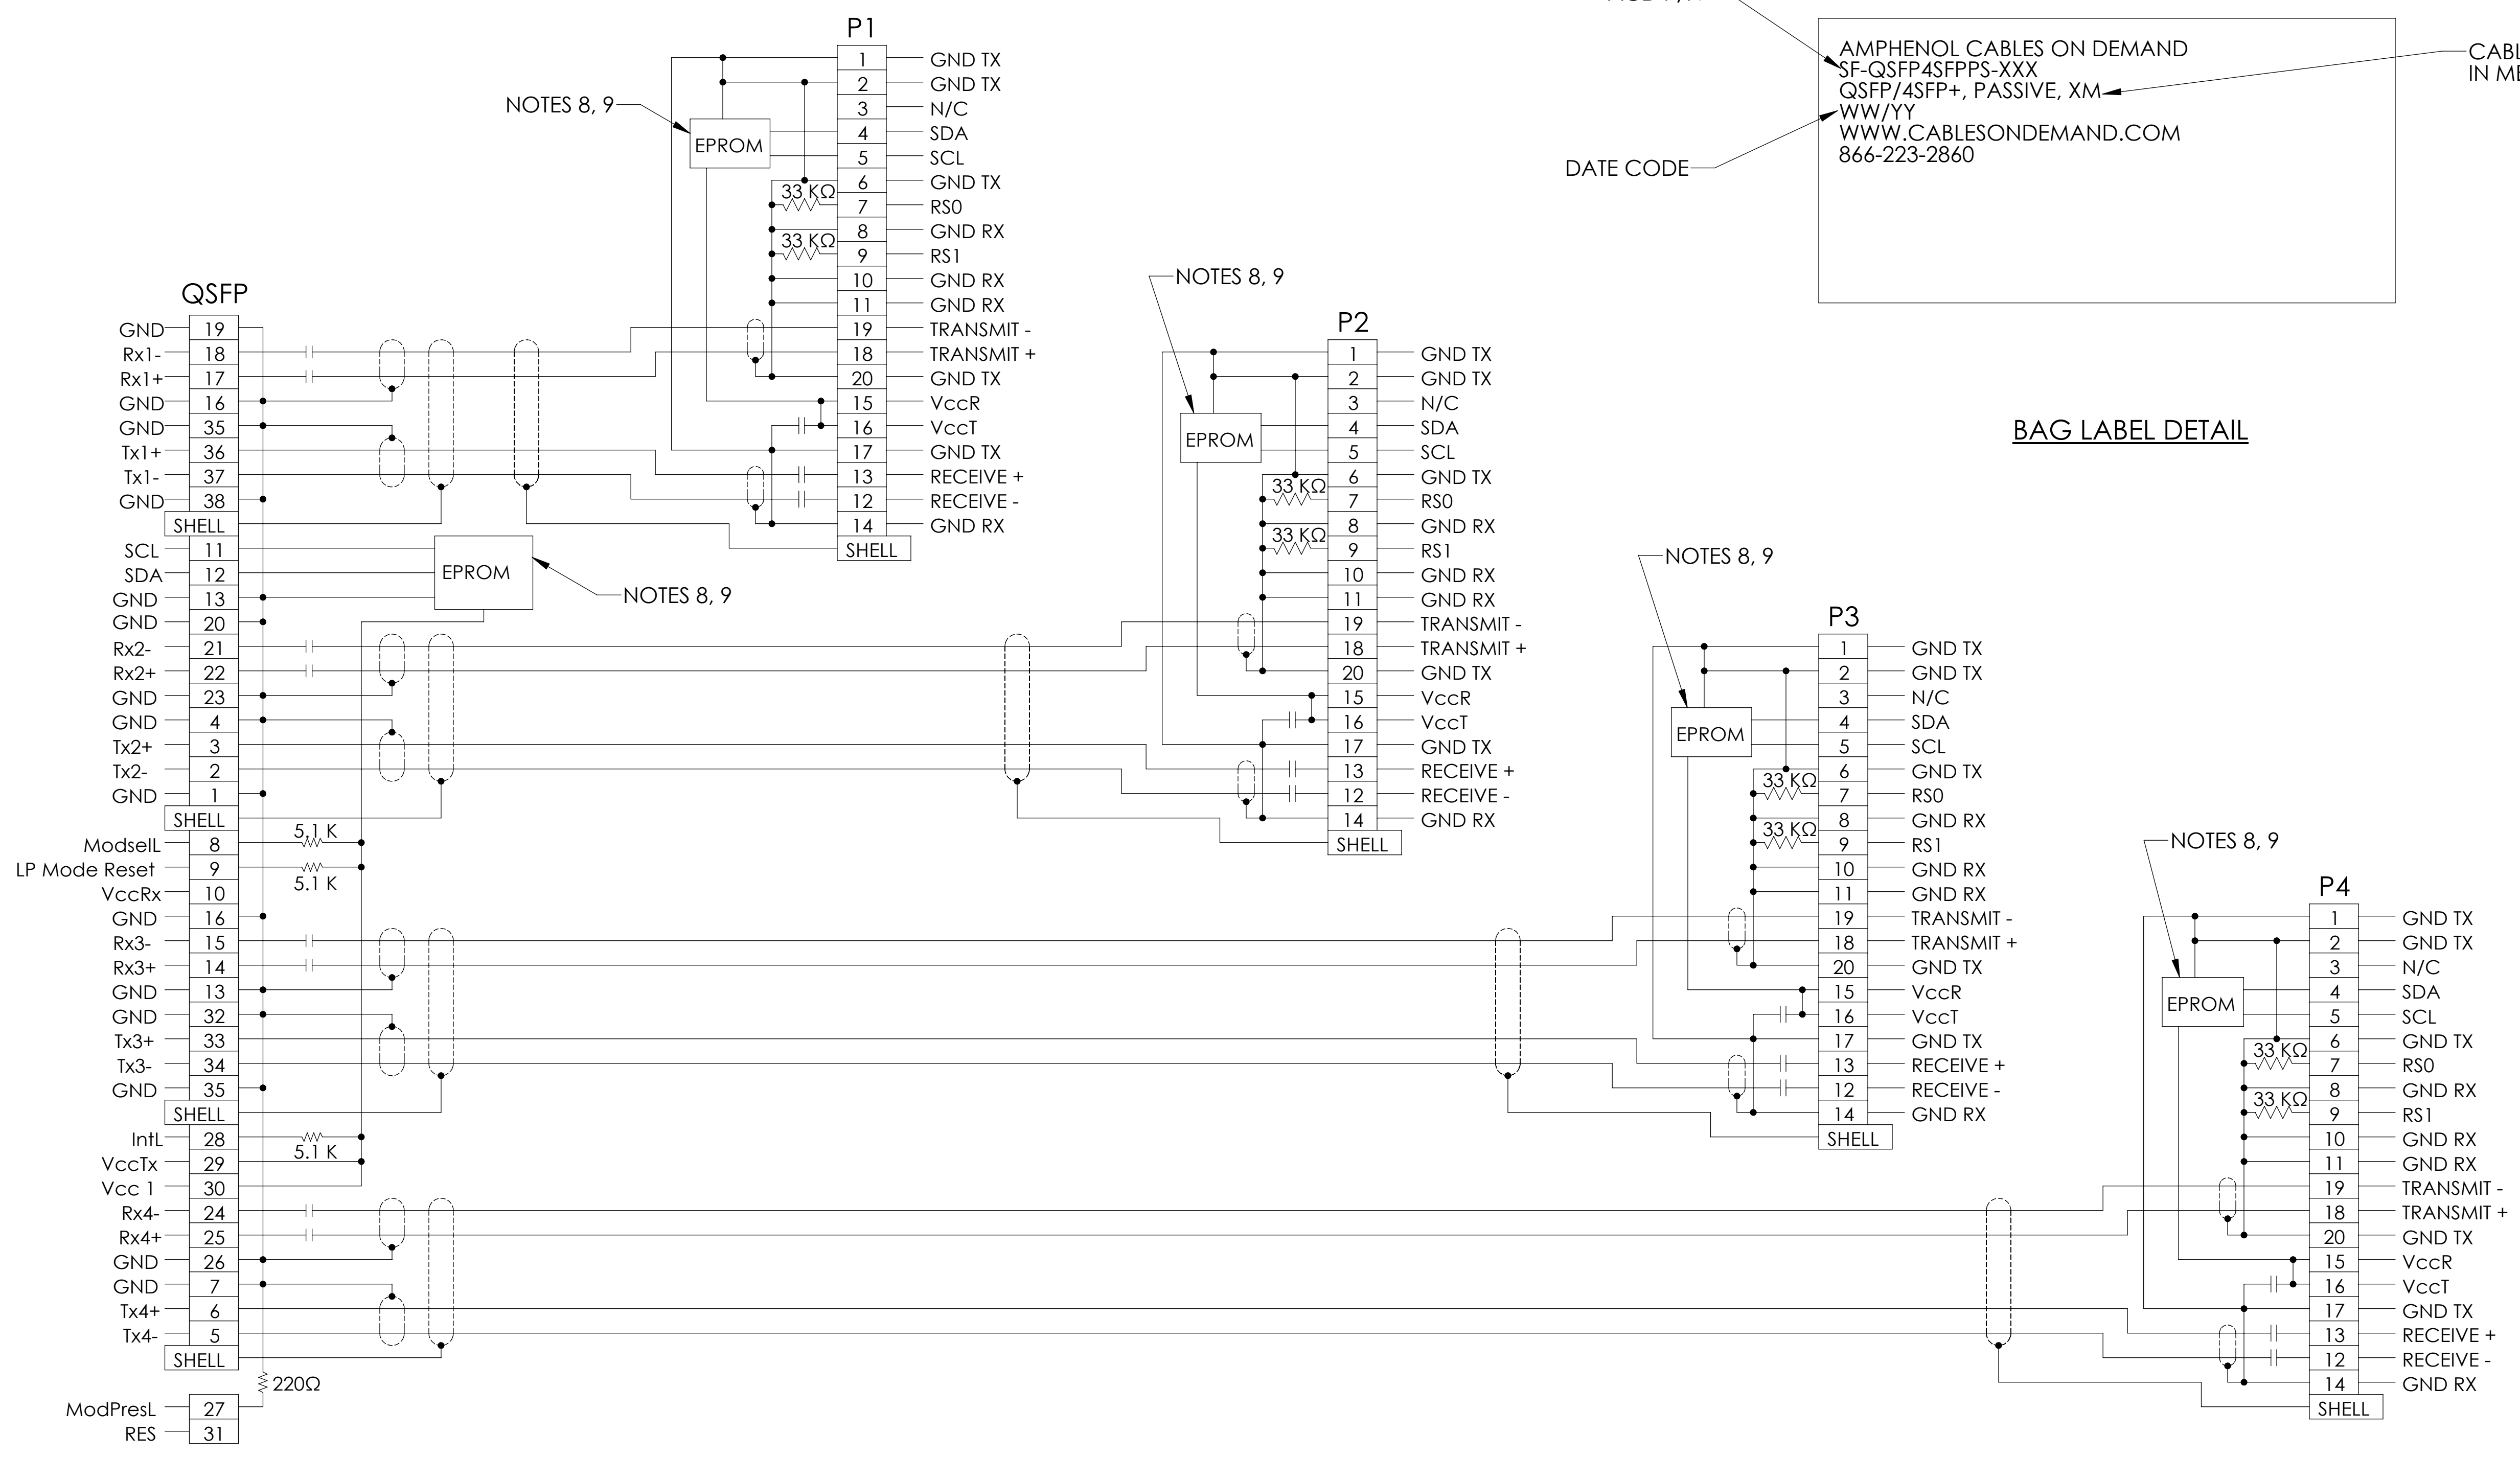 AMPHENOL CABLES ON DEMAND
SF-QSFP4SFPPS-XXX
QSFP/4SFP+, PASSIVE, XM
WW/YY
WWW.CABLESONDEMAND.COM
866-223-2860
DATE CODE
BAG LABEL DETAIL
P1
NOTES 8, 9
EPROM
1 GND TX
2 GND TX
3 N/C
4 SDA
5 SCL
6 GND TX
33 KΩ
7 RS0
8 GND RX
33 KΩ
9 RS1
10 GND RX
11 GND RX
19 TRANSMIT -
18 TRANSMIT +
20 GND TX
15 VccR
16 VccT
17 GND TX
13 RECEIVE +
12 RECEIVE -
14 GND RX
SHELL
QSFP
GND 19
Rx1- 18
Rx1+ 17
GND 16
GND 35
Tx1+ 36
Tx1- 37
GND 38
SHELL
SCL 11
SDA 12
GND 13
EPROM
NOTES 8, 9
GND 20
Rx2- 21
Rx2+ 22
GND 23
GND 4
Tx2+ 3
Tx2- 2
GND 1
SHELL
ModselL 8 5.1 K
LP Mode Reset 9 5.1 K
VccRx 10
GND 16
Rx3- 15
Rx3+ 14
GND 13
GND 32
Tx3+ 33
Tx3- 34
GND 35
SHELL
IntL 28 5.1 K
VccTx 29
Vcc 1 30
Rx4- 24
Rx4+ 25
GND 26
GND 7
Tx4+ 6
Tx4- 5
SHELL
220Ω
ModPresL 27
RES 31
P2
NOTES 8, 9
EPROM
1 GND TX
2 GND TX
3 N/C
4 SDA
5 SCL
6 GND TX
33 KΩ
7 RS0
8 GND RX
33 KΩ
9 RS1
10 GND RX
11 GND RX
19 TRANSMIT -
18 TRANSMIT +
20 GND TX
15 VccR
16 VccT
17 GND TX
13 RECEIVE +
12 RECEIVE -
14 GND RX
SHELL
P3
NOTES 8, 9
EPROM
1 GND TX
2 GND TX
3 N/C
4 SDA
5 SCL
6 GND TX
33 KΩ
7 RS0
8 GND RX
33 KΩ
9 RS1
10 GND RX
11 GND RX
19 TRANSMIT -
18 TRANSMIT +
20 GND TX
15 VccR
16 VccT
17 GND TX
13 RECEIVE +
12 RECEIVE -
14 GND RX
SHELL
P4
NOTES 8, 9
EPROM
1 GND TX
2 GND TX
3 N/C
4 SDA
5 SCL
6 GND TX
33 KΩ
7 RS0
8 GND RX
33 KΩ
9 RS1
10 GND RX
11 GND RX
19 TRANSMIT -
18 TRANSMIT +
20 GND TX
15 VccR
16 VccT
17 GND TX
13 RECEIVE +
12 RECEIVE -
14 GND RX
SHELL